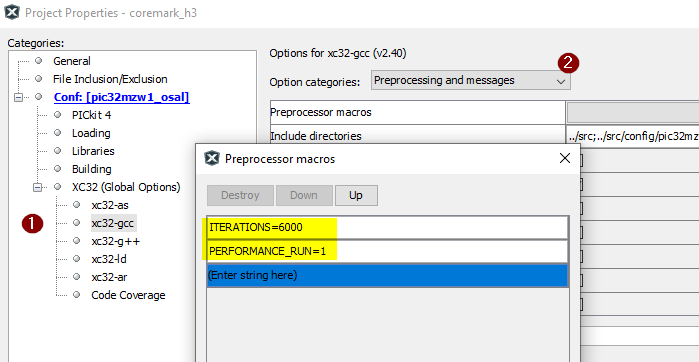 Project Properties - coremark_h3
Categories:
General
File Inclusion/Exclusion
Conf: [pic32mzw1_osal]
PICkit 4
Loading
Libraries
Building
XC32 (Global Options)
1
xc32-as
xc32-gcc
xc32-g++
xc32-ld
xc32-ar
Code Coverage
Options for xc32-gcc (v2.40)
2
Option categories: Preprocessing and messages
Preprocessor macros
Include directories ../src;../src/config/pic32mz
Preprocessor macros
Destroy Down Up
ITERATIONS=6000
PERFORMANCE_RUN=1
(Enter string here)